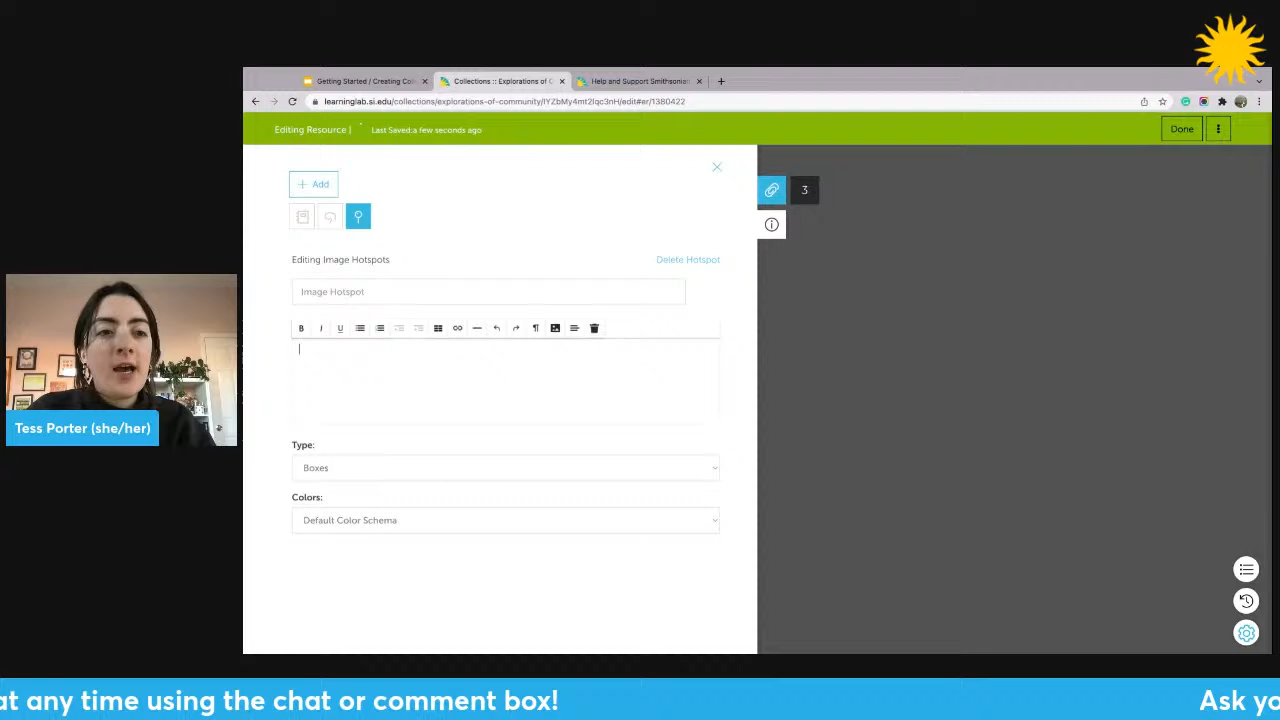 Getting Started / Creating Col
Collections :: Explorations of C
Help and Support Smithsonian
learninglab.si.edu/collections/explorations-of-community/IYZbMy4mt2lqc3nH/edit#er/1380422
Editing Resource |
Last Saved:a few seconds ago
Done
+ Add
3
Editing Image Hotspots
Delete Hotspot
Image Hotspot
B I U
Type:
Boxes
Colors:
Default Color Schema
Tess Porter (she/her)
at any time using the chat or comment box!
Ask yo